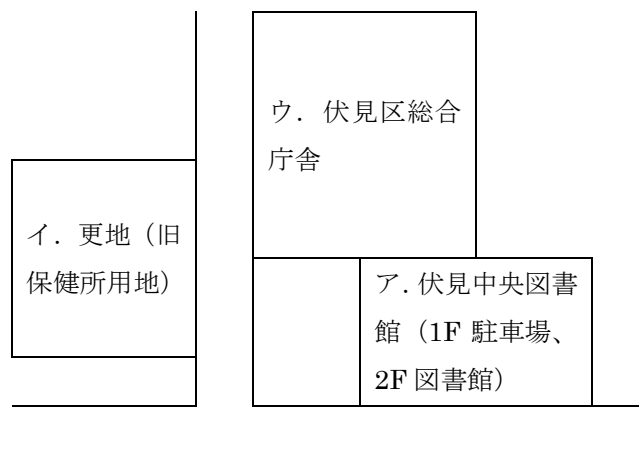 ウ．伏見区総合
庁舎
イ．更地（旧
保健所用地）
ア.伏見中央図書
館（1F 駐車場、
2F 図書館）